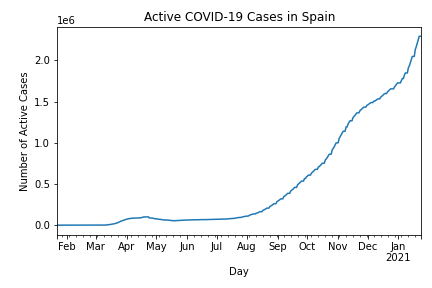 Active COVID-19 Cases in Spain
1e6
Number of Active Cases
2.0
1.5
1.0
0.5
0.0
Feb Mar Apr May Jun Jul Aug Sep Oct Nov Dec Jan
2021
Day